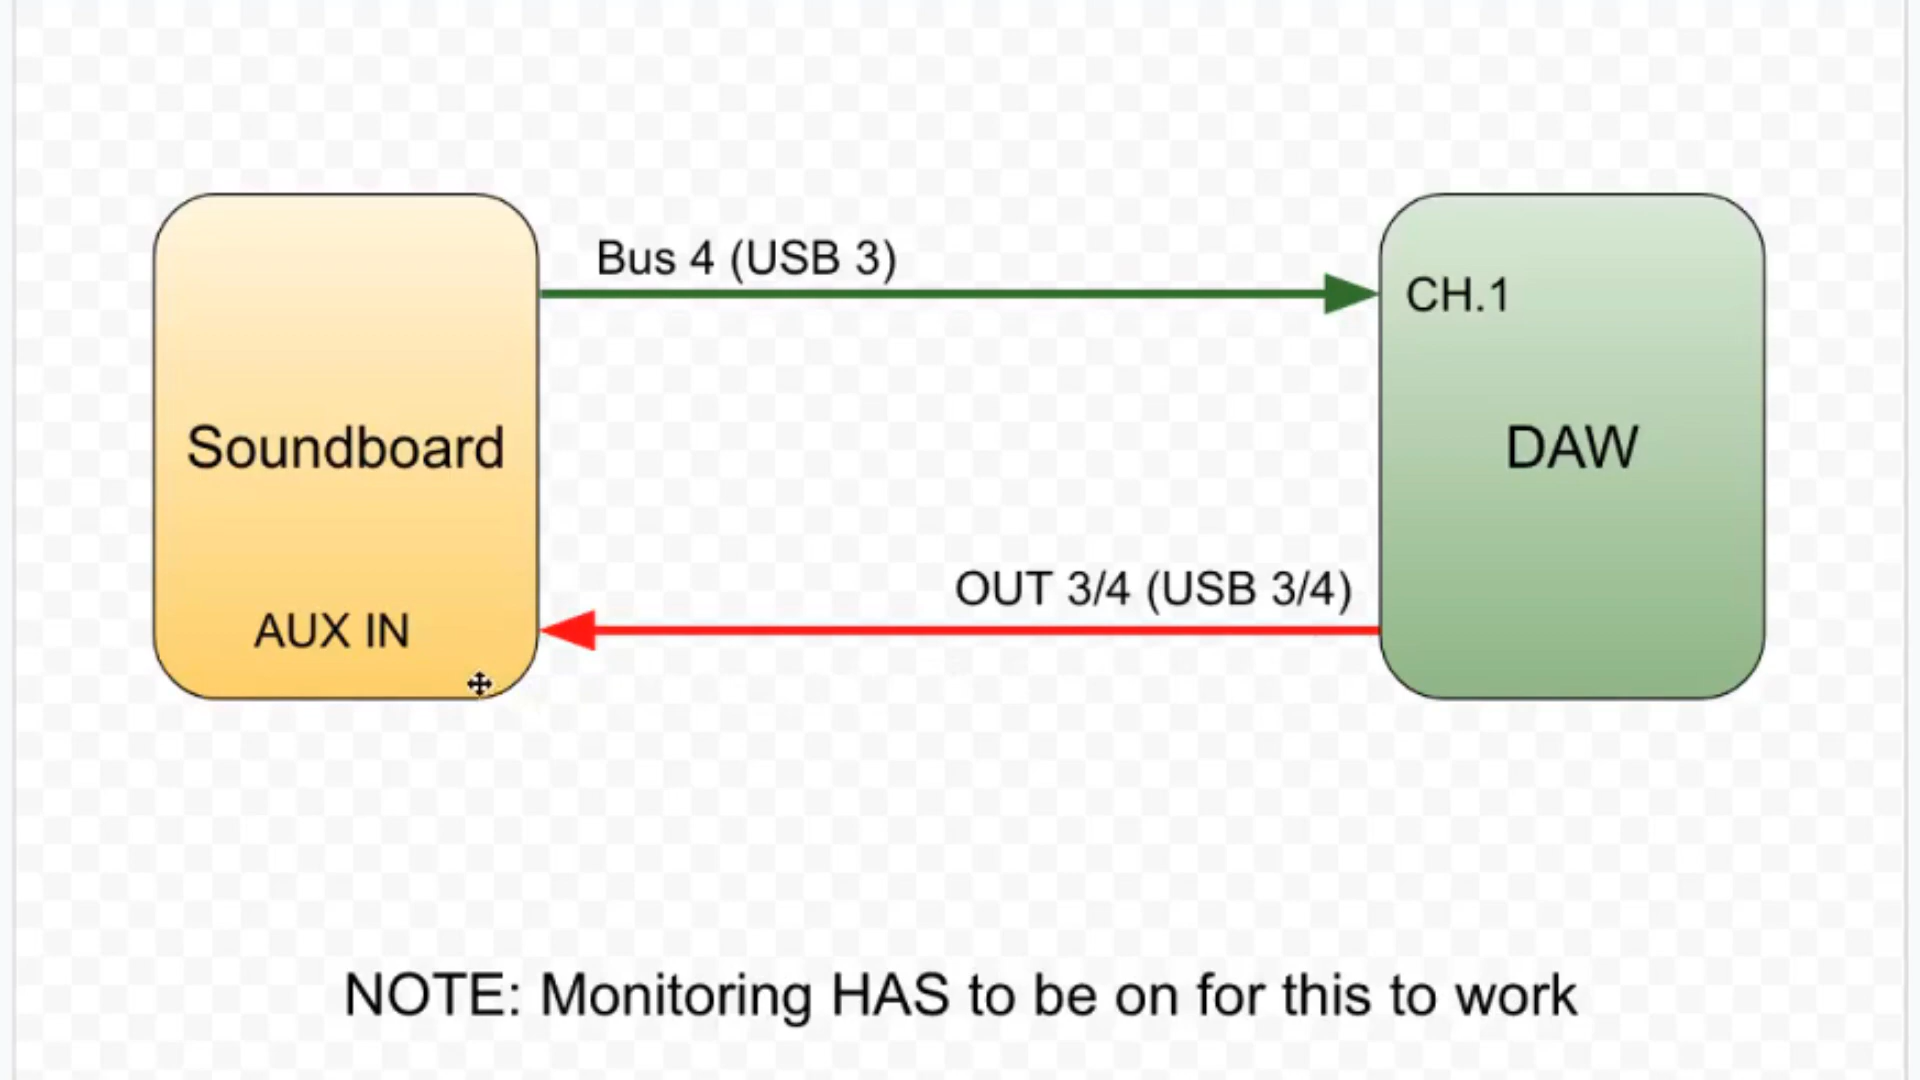 Bus 4 (USB 3)
CH.1
Soundboard
DAW
OUT 3/4 (USB 3/4)
AUX IN
NOTE: Monitoring HAS to be on for this to work